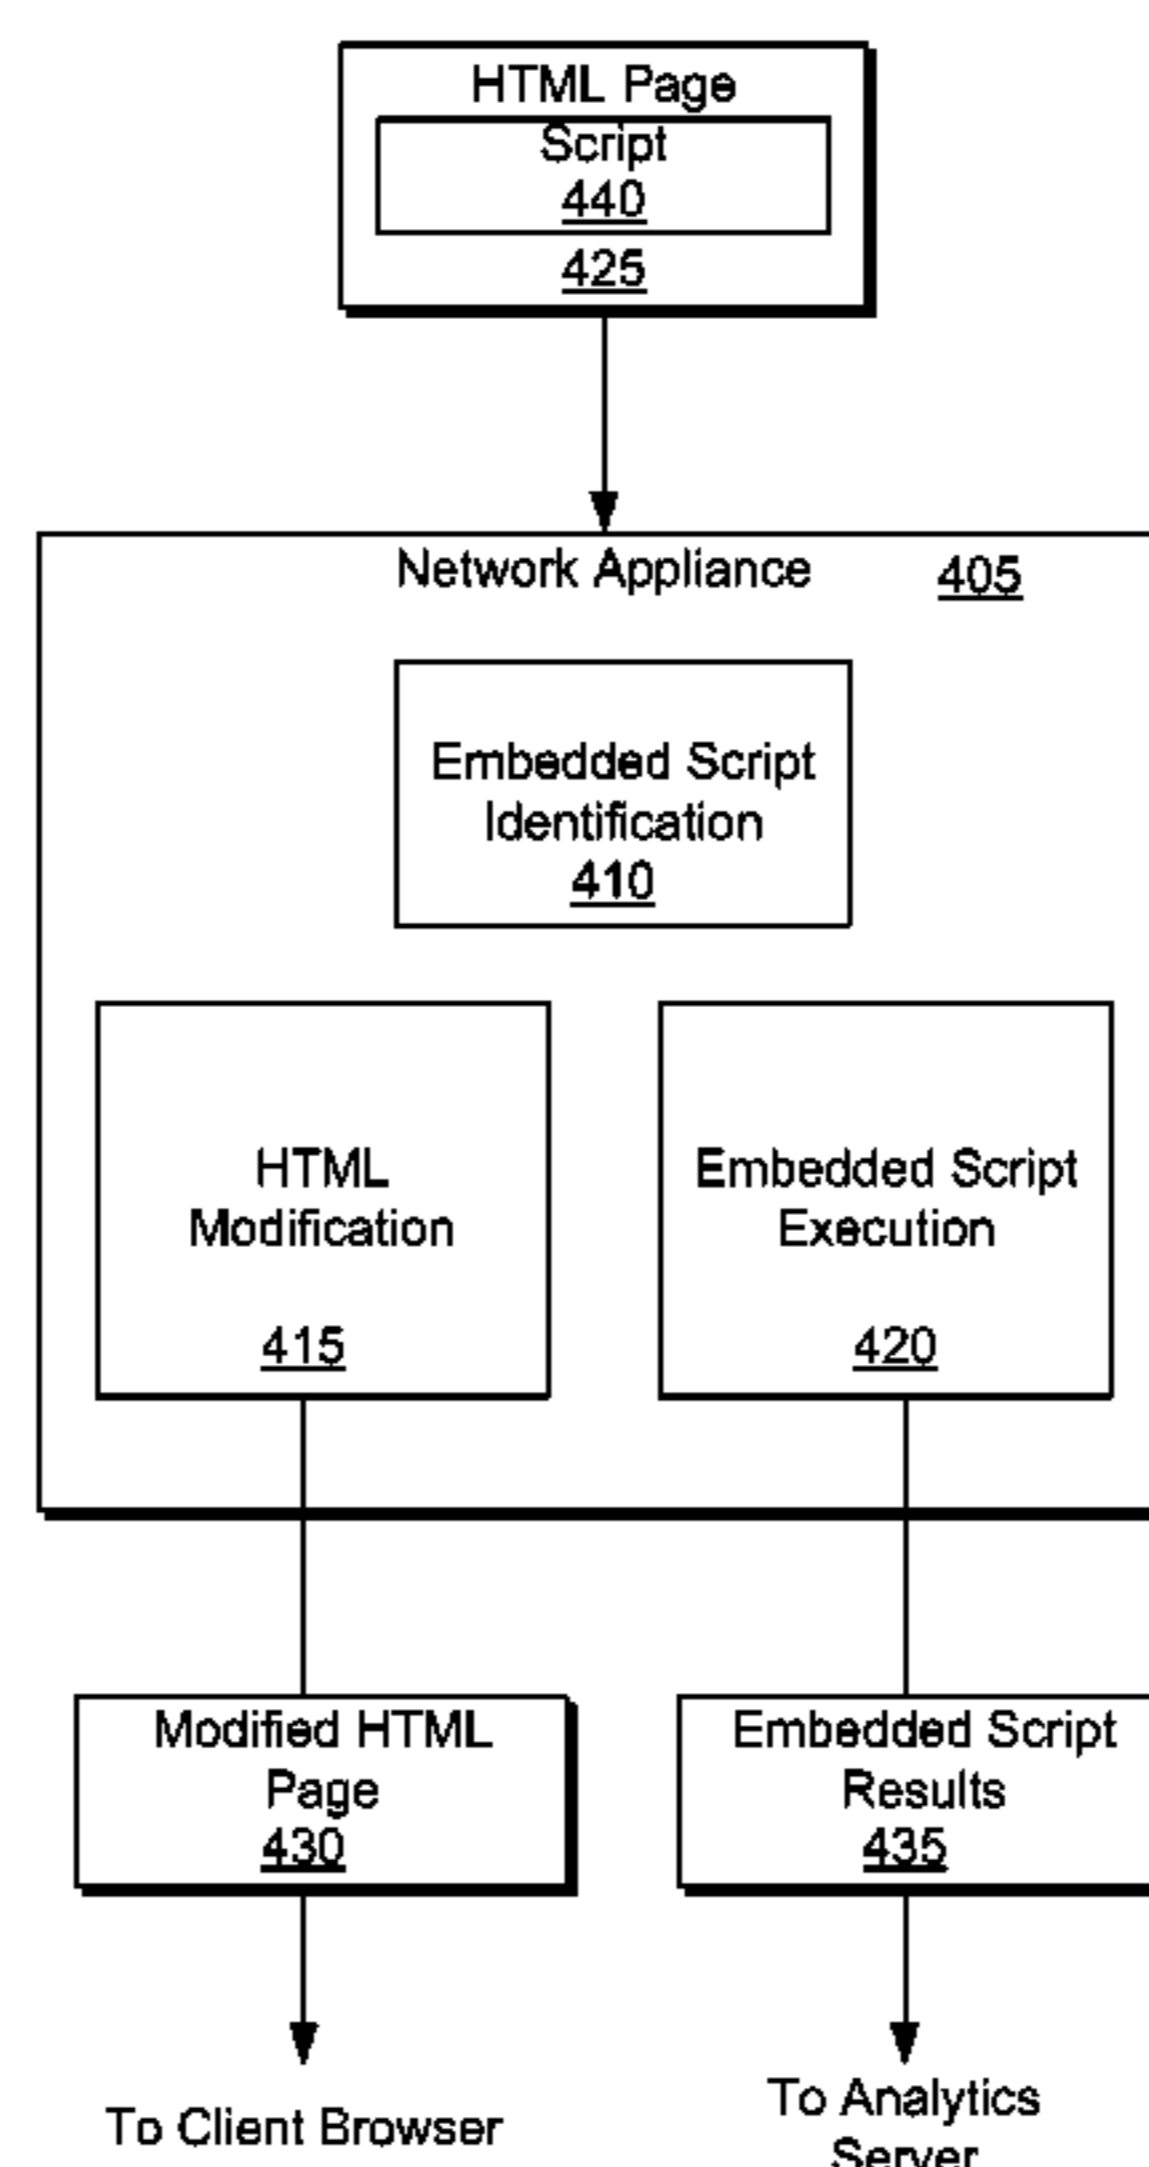 HTML Page
Script
440
425
Network Appliance 405
Embedded Script
Identification
410
HTML
Modification
415
Embedded Script
Execution
420
Modified HTML
Page
430
Embedded Script
Results
435
To Client Browser
To Analytics
Server